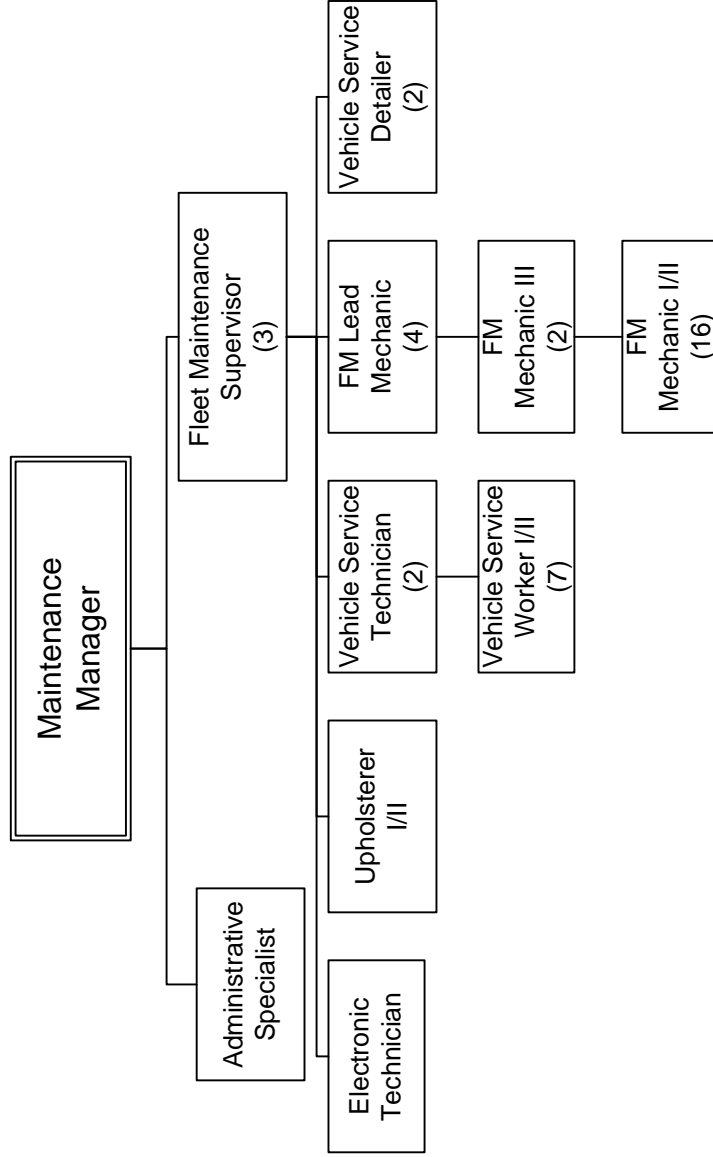 Maintenance
Manager
Administrative
Specialist
Fleet Maintenance
Supervisor
(3)
Electronic
Technician
Upholsterer
I/II
Vehicle Service
Technician
(2)
FM Lead
Mechanic
(4)
Vehicle Service
Detailer
(2)
Vehicle Service
Worker I/II
(7)
FM
Mechanic III
(2)
FM
Mechanic I/II
(16)